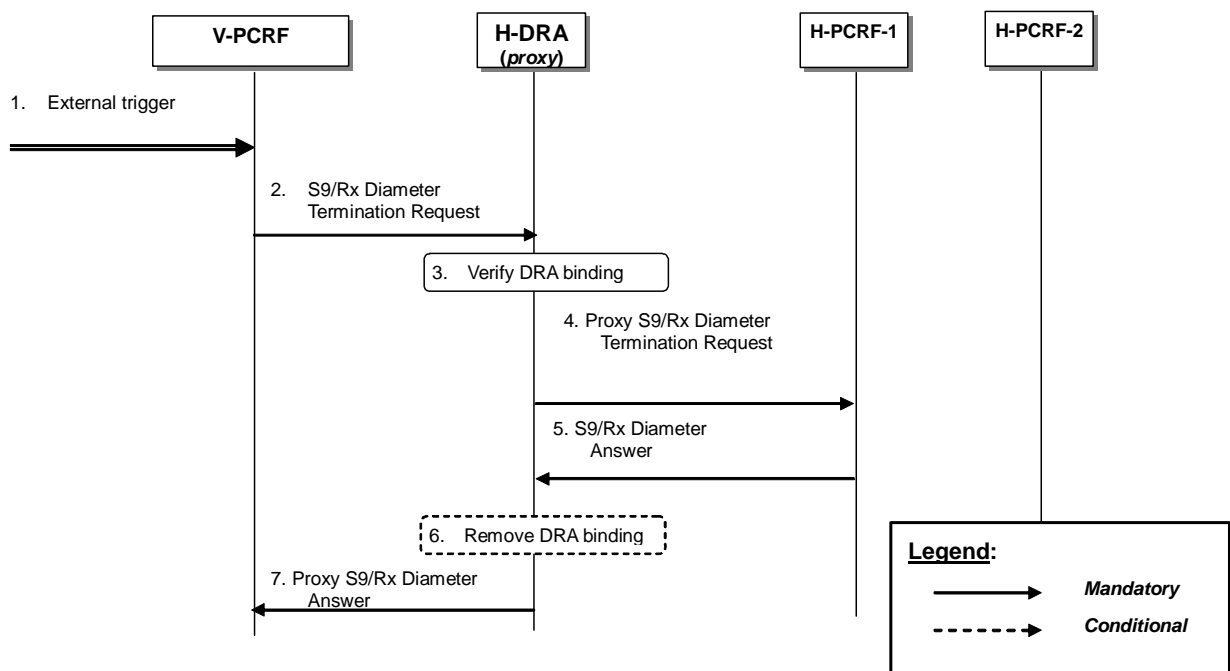 V-PCRF
H-DRA
(proxy)
H-PCRF-1
H-PCRF-2
1. External trigger
2. S9/Rx Diameter
Termination Request
3. Verify DRA binding
4. Proxy S9/Rx Diameter
Termination Request
5. S9/Rx Diameter
Answer
6. Remove DRA binding
7. Proxy S9/Rx Diameter
Answer
Legend:
Mandatory
Conditional